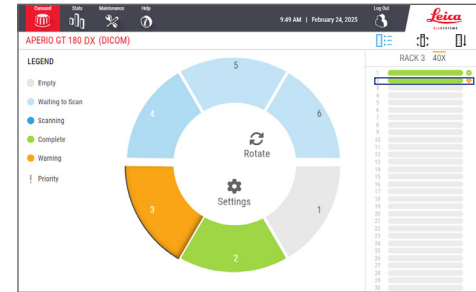 Carousel Stats Maintenance Help
9:49 AM | February 24, 2025
Log Out
Leica
BIOSYSTEMS
APERIO GT 180 DX (DICOM)
LEGEND
Empty
Waiting to Scan
Scanning
Complete
Warning
! Priority
5
4
6
Rotate
Settings
3
1
2
RACK 3 40X
1
2
3
4
5
6
7
8
9
10
11
12
13
14
15
16
17
18
19
20
21
22
23
24
25
26
27
28
29
30